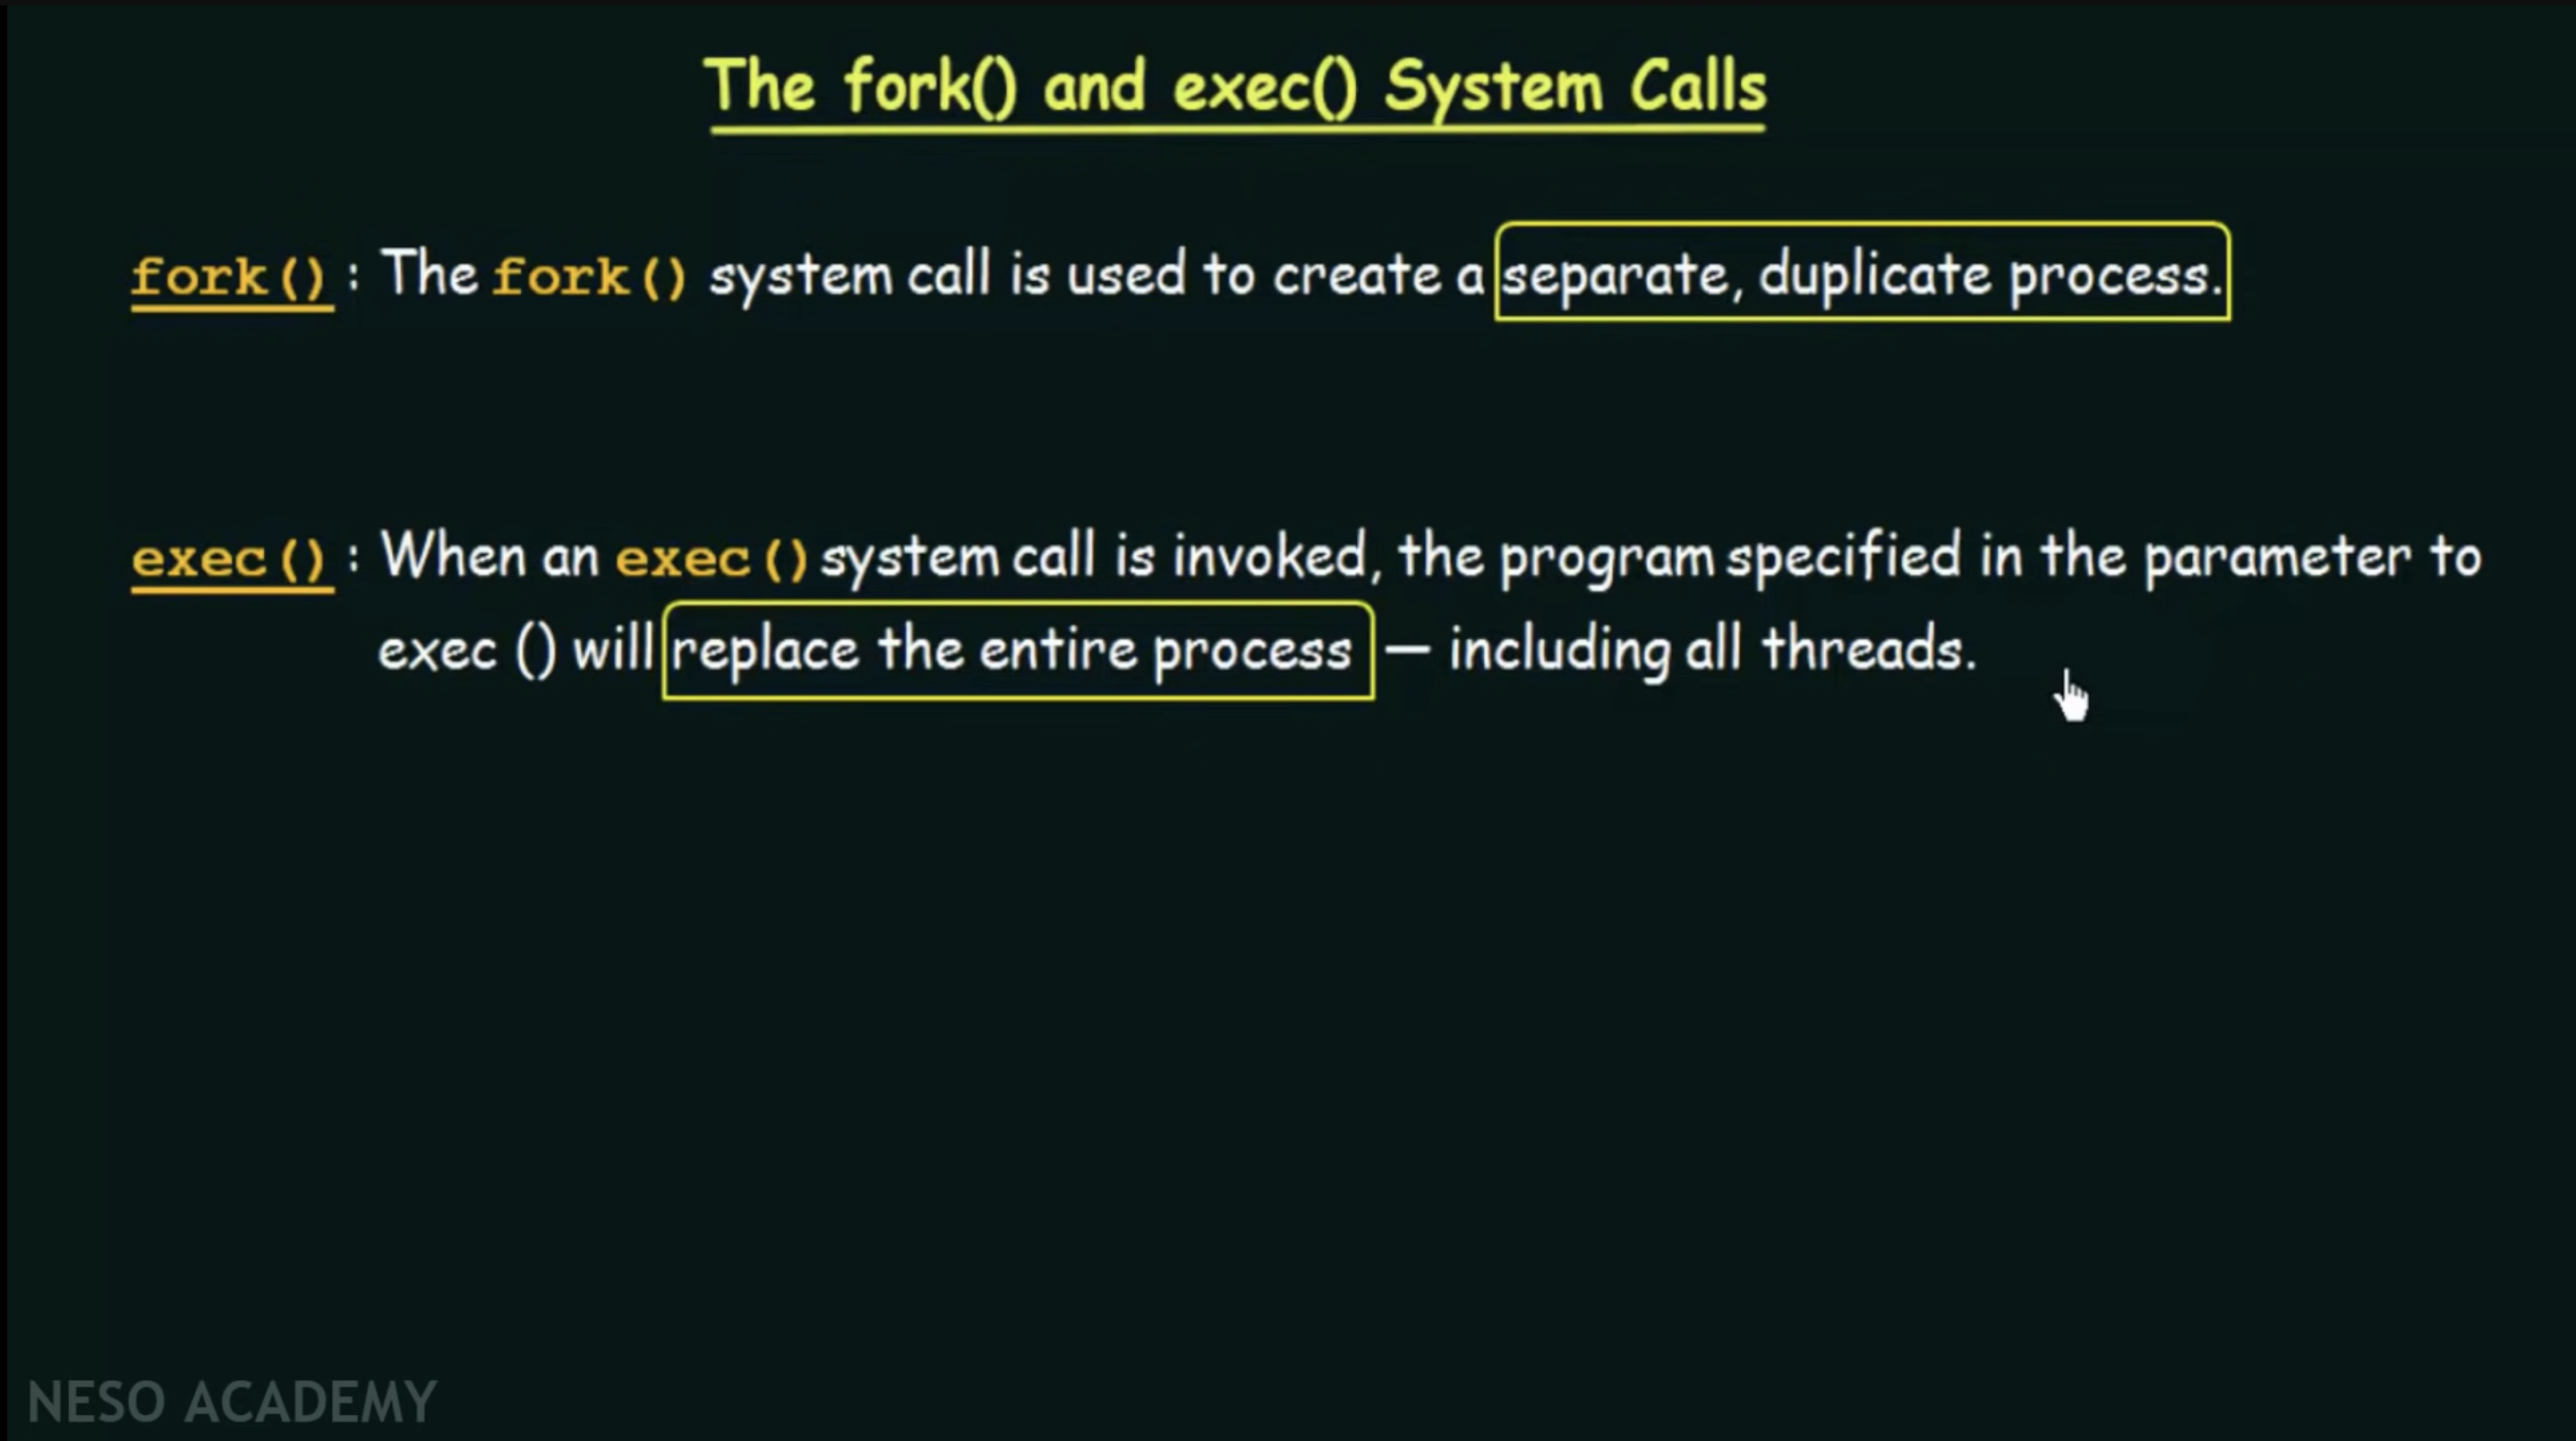 The fork() and exec() System Calls
fork() : The fork() system call is used to create a separate, duplicate process.
exec() : When an exec() system call is invoked, the program specified in the parameter to
exec () will replace the entire process — including all threads.
NESO ACADEMY